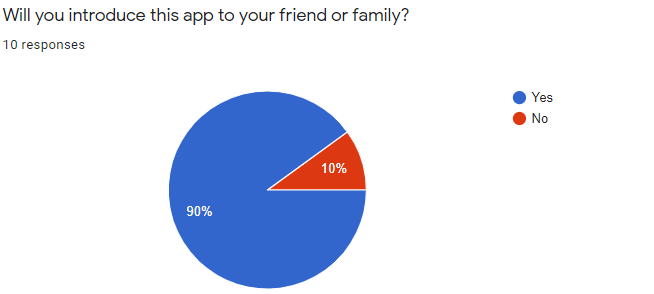 Will you introduce this app to your friend or family?
10 responses
Yes
No
10%
90%